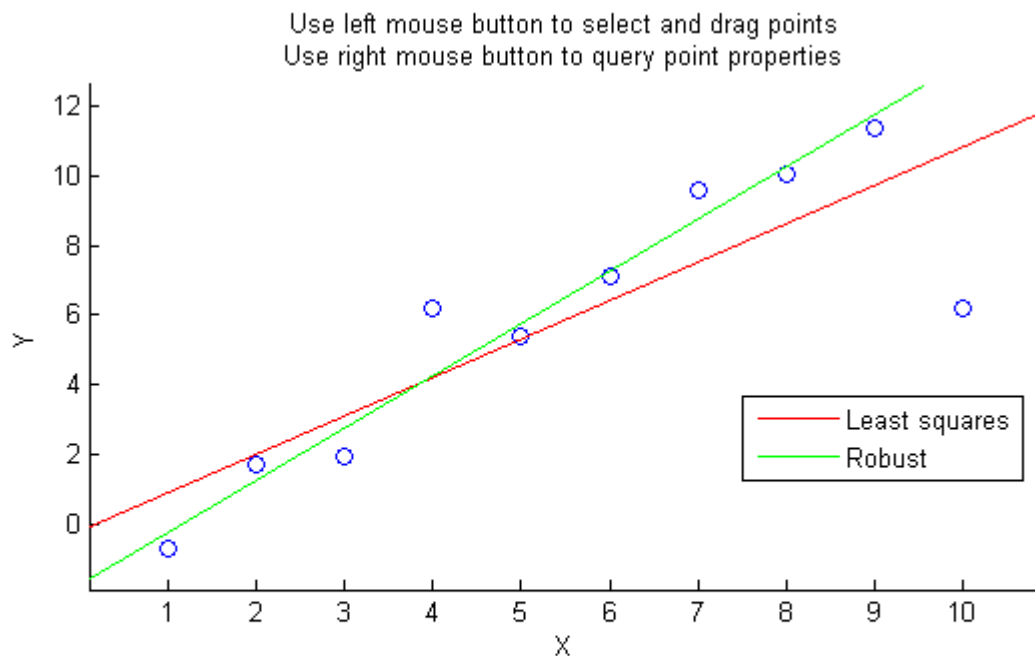 Use left mouse button to select and drag points
Use right mouse button to query point properties
12
10
8
6
4
2
0
Y
Least squares
Robust
1 2 3 4 5 6 7 8 9 10
X